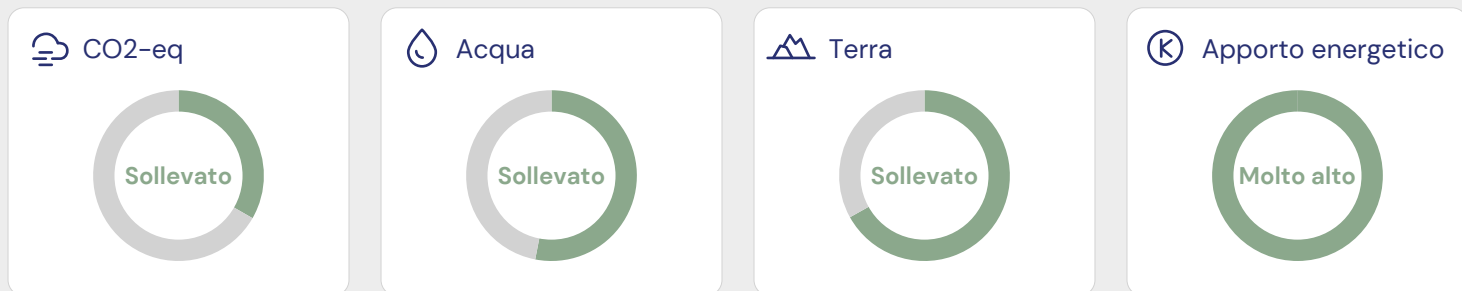 CO2-eq
Sollevato
Acqua
Sollevato
Terra
Sollevato
Apporto energetico
Molto alto